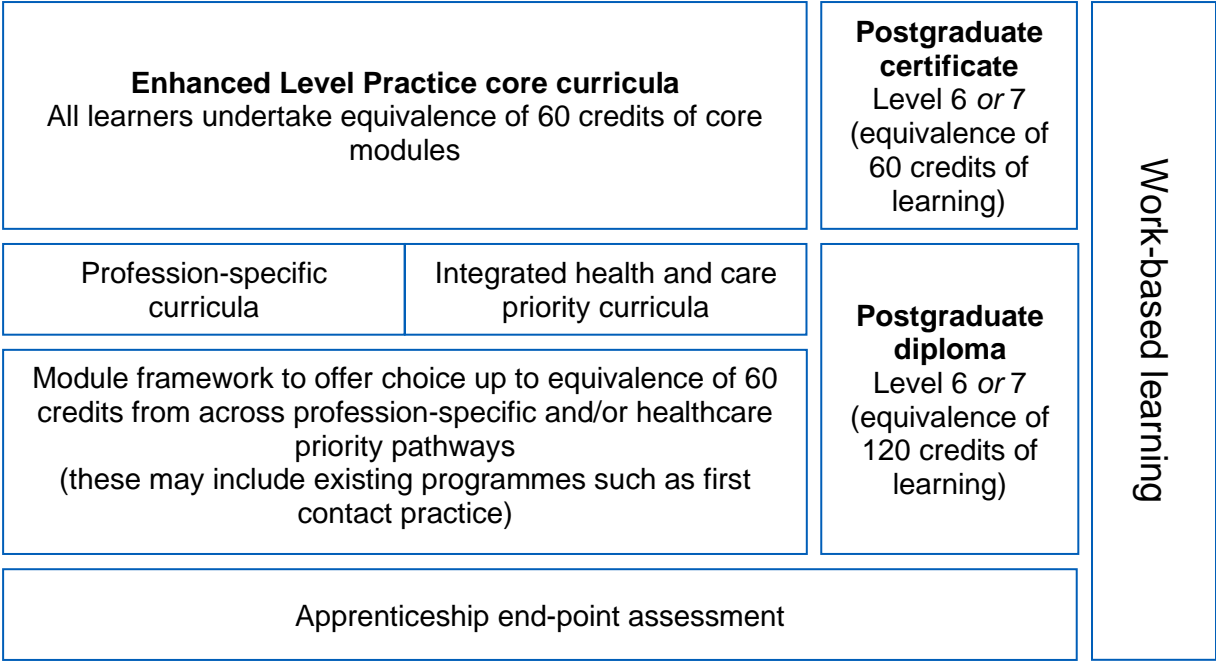 Enhanced Level Practice core curricula
All learners undertake equivalence of 60 credits of core
modules
Postgraduate
certificate
Level 6 or 7
(equivalence of
60 credits of
learning)
Profession-specific
curricula
Integrated health and care
priority curricula
Module framework to offer choice up to equivalence of 60
credits from across profession-specific and/or healthcare
priority pathways
(these may include existing programmes such as first
contact practice)
Postgraduate
diploma
Level 6 or 7
(equivalence of
120 credits of
learning)
Apprenticeship end-point assessment
Work-based learning